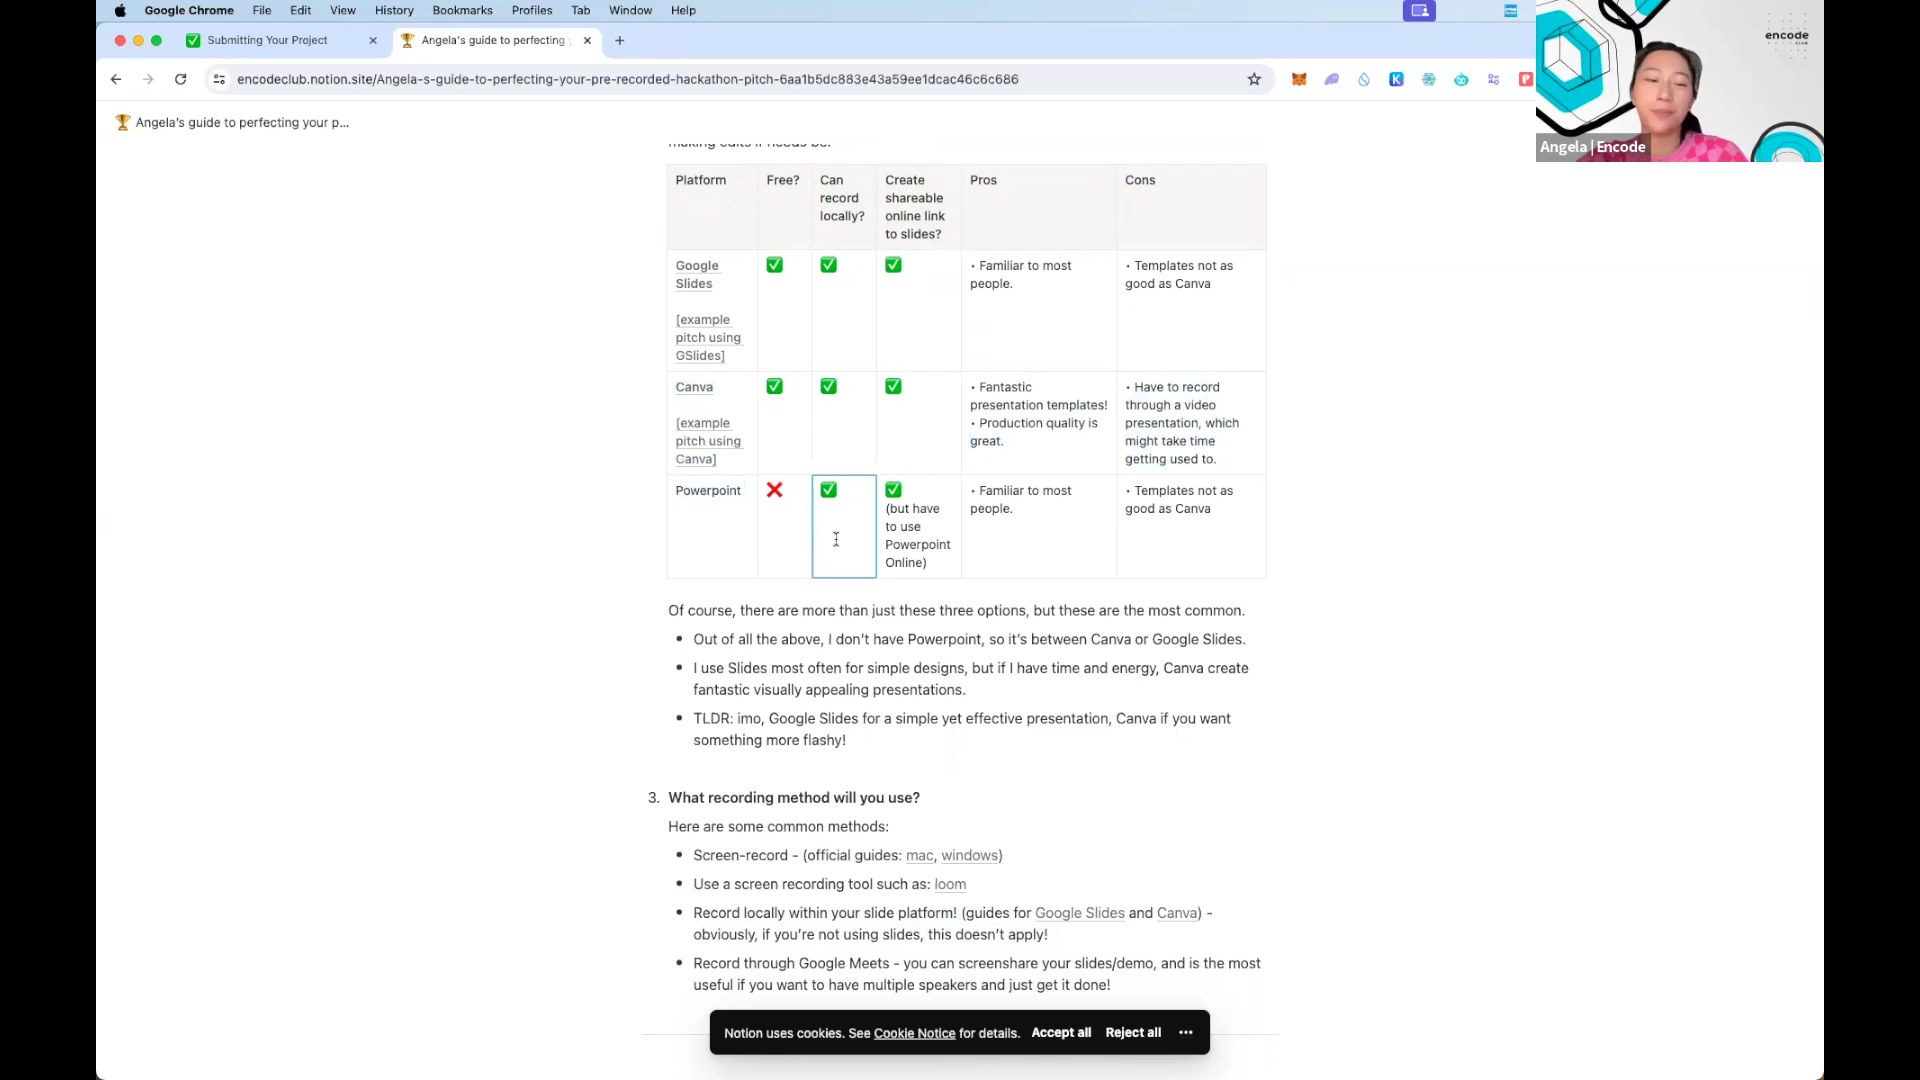 Google Chrome File Edit View History Bookmarks Profiles Tab Window Help
Submitting Your Project
Angela's guide to perfecting
encodeclub.notion.site/Angela-s-guide-to-perfecting-your-pre-recorded-hackathon-pitch-6aa1b5dc883e43a59ee1dcac46c6c686
Angela's guide to perfecting your p...
encode
CLUB
Angela | Encode
making edits if needs be.
Platform
Free?
Can
record
locally?
Create
shareable
online link
to slides?
Pros
Cons
Google
Slides
[example
pitch using
GSlides]
• Familiar to most
people.
• Templates not as
good as Canva
Canva
[example
pitch using
Canva]
• Fantastic
presentation templates!
• Production quality is
great.
• Have to record
through a video
presentation, which
might take time
getting used to.
Powerpoint
(but have
to use
Powerpoint
Online)
• Familiar to most
people.
• Templates not as
good as Canva
Of course, there are more than just these three options, but these are the most common.
• Out of all the above, I don't have Powerpoint, so it's between Canva or Google Slides.
• I use Slides most often for simple designs, but if I have time and energy, Canva create
fantastic visually appealing presentations.
• TLDR: imo, Google Slides for a simple yet effective presentation, Canva if you want
something more flashy!
3. What recording method will you use?
Here are some common methods:
• Screen-record - (official guides: mac, windows)
• Use a screen recording tool such as: loom
• Record locally within your slide platform! (guides for Google Slides and Canva) -
obviously, if you're not using slides, this doesn't apply!
• Record through Google Meets - you can screenshare your slides/demo, and is the most
useful if you want to have multiple speakers and just get it done!
Notion uses cookies. See Cookie Notice for details. Accept all Reject all